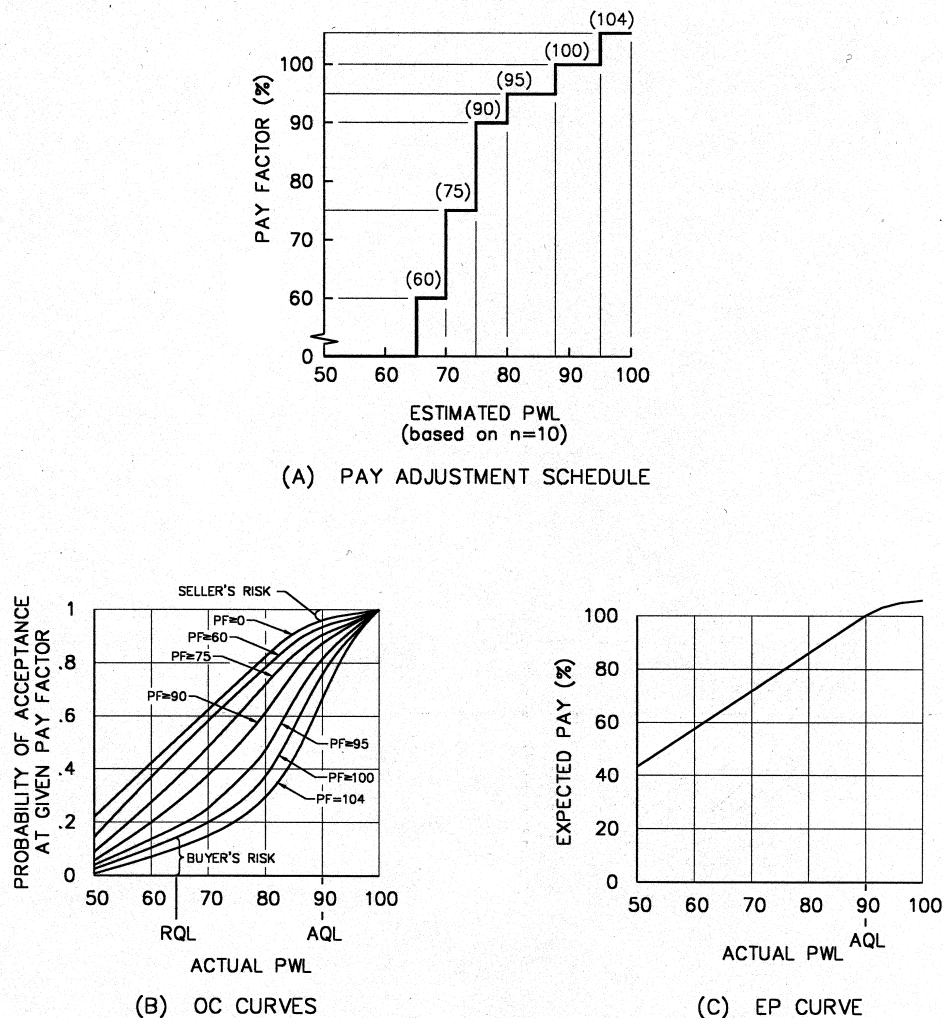 (104)
(100)
(95)
(90)
(75)
(60)
100
90
80
70
60
0
PAY FACTOR (%)
50 60 70 80 90 100
ESTIMATED PWL
(based on n=10)
(A) PAY ADJUSTMENT SCHEDULE
SELLER'S RISK
PF≥0
PF≥60
PF≥75
PF≥90
PF≥95
PF≥100
PF=104
BUYER'S RISK
1
.8
.6
.4
.2
0
PROBABILITY OF ACCEPTANCE
AT GIVEN PAY FACTOR
50 60 70 80 90 100
RQL AQL
ACTUAL PWL
(B) OC CURVES
100
80
60
40
20
0
EXPECTED PAY (%)
50 60 70 80 90 100
AQL
ACTUAL PWL
(C) EP CURVE